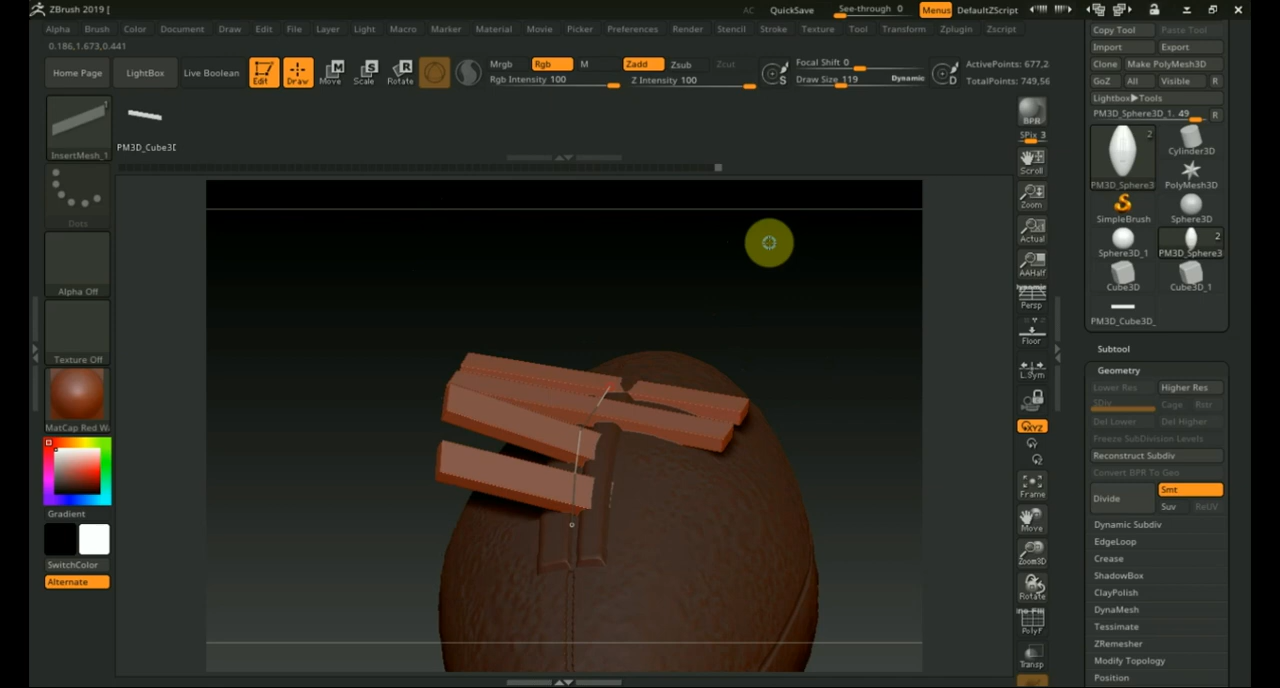 ZBrush 2019 [
AC QuickSave See-through 0 Menus DefaultZScript
Alpha Brush Color Document Draw Edit File Layer Light Macro Marker Material Movie Picker Preferences Render Stencil Stroke Texture Tool Transform Zplugin Zscript
0.186,1.673,0.441
Home Page LightBox Live Boolean Edit Draw Move Scale Rotate
Mrgb Rgb M Zadd Zsub Zcut Focal Shift 0 ActivePoints: 677,2
Rgb Intensity 100 Z Intensity 100 Draw Size 119 Dynamic TotalPoints: 749,56
S D
1
InsertMesh_1
PM3D_Cube3D
Dots
Alpha Off
Texture Off
MatCap Red Wa
Gradient
SwitchColor
Alternate
BPR
SPix 3
Scroll
Zoom
Actual
AAHalf
Dynamic
Persp
Floor
L.Sym
XYZ
Frame
Move
Zoom3D
Rotate
PolyF
Transp
Copy Tool Paste Tool
Import Export
Clone Make PolyMesh3D
GoZ All Visible R
Lightbox▶Tools
PM3D_Sphere3D_1. 49 R
2
PM3D_Sphere3 Cylinder3D
PolyMesh3D
SimpleBrush Sphere3D
2
Sphere3D_1 PM3D_Sphere3
Cube3D Cube3D_1
PM3D_Cube3D_
Subtool
Geometry
Lower Res Higher Res
SDiv Cage Rstr
Del Lower Del Higher
Freeze SubDivision Levels
Reconstruct Subdiv
Convert BPR To Geo
Divide Smt
Suv ReUV
Dynamic Subdiv
EdgeLoop
Crease
ShadowBox
ClayPolish
DynaMesh
Tessimate
ZRemesher
Modify Topology
Position